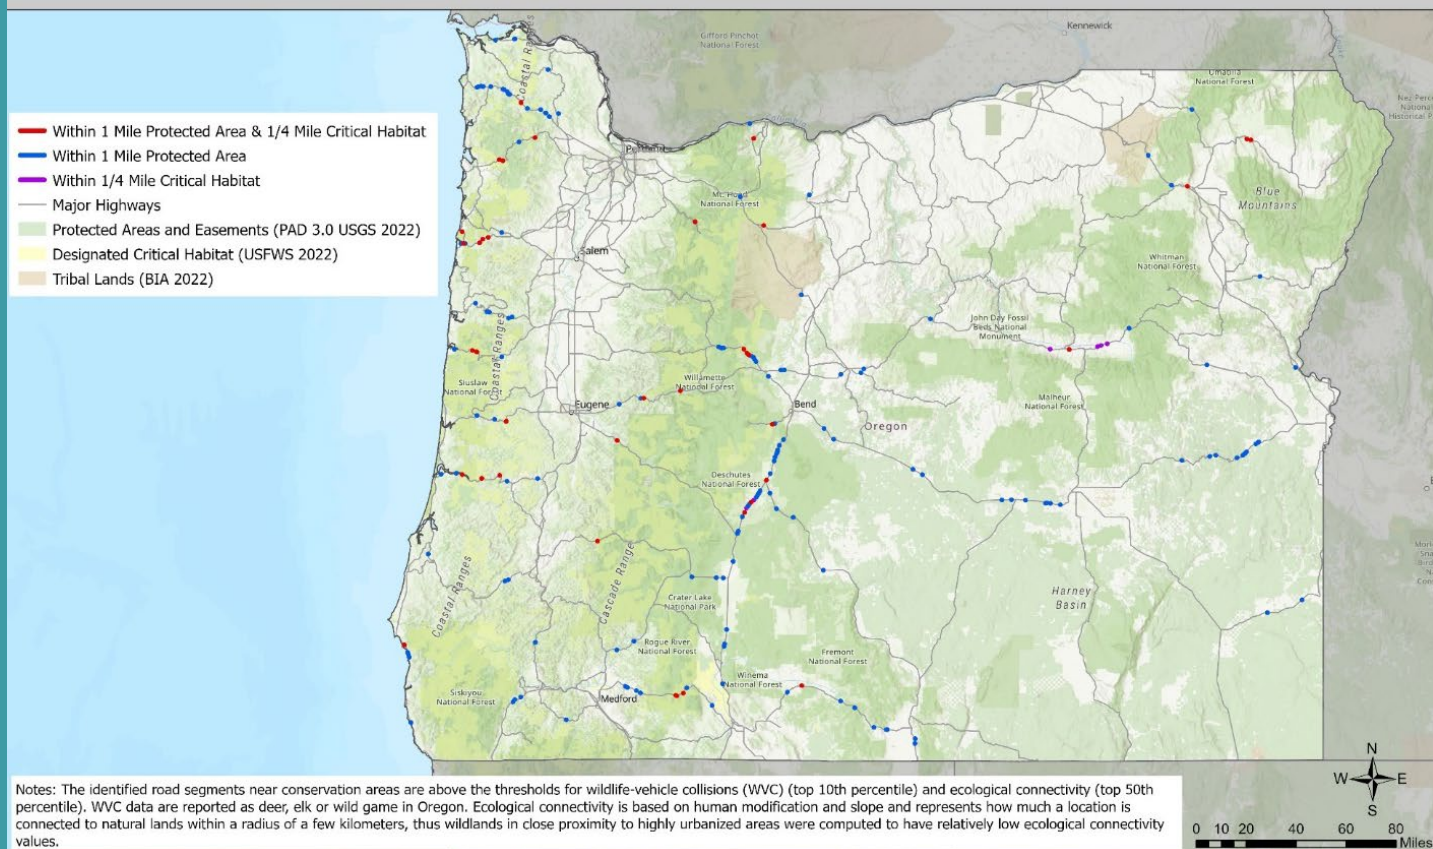 Within 1 Mile Protected Area & 1/4 Mile Critical Habitat
Within 1 Mile Protected Area
Within 1/4 Mile Critical Habitat
Major Highways
Protected Areas and Easements (PAD 3.0 USGS 2022)
Designated Critical Habitat (USFWS 2022)
Tribal Lands (BIA 2022)
Gifford Pinchot
National Forest
Kennewick
Umatilla
National Forest
Nez Perce
National
Historical
Coastal Ranges
Portland
Mt. Hood
National Forest
Blue
Mountains
Salem
Whitman
National Forest
John Day Fossil
Beds National
Monument
Coastal Ranges
Siuslaw
National Forest
Willamette
National Forest
Eugene
Bend
Oregon
Malheur
National Forest
Deschutes
National Forest
Coastal Ranges
Cascade Range
Crater Lake
National Park
Harney
Basin
Rogue River
National Forest
Fremont
National Forest
Winema
National Forest
Siskiyou
National Forest
Medford
N
W
E
S
Notes: The identified road segments near conservation areas are above the thresholds for wildlife-vehicle collisions (WVC) (top 10th percentile) and ecological connectivity (top 50th
percentile). WVC data are reported as deer, elk or wild game in Oregon. Ecological connectivity is based on human modification and slope and represents how much a location is
connected to natural lands within a radius of a few kilometers, thus wildlands in close proximity to highly urbanized areas were computed to have relatively low ecological connectivity
values.
0 10 20 40 60 80
Miles